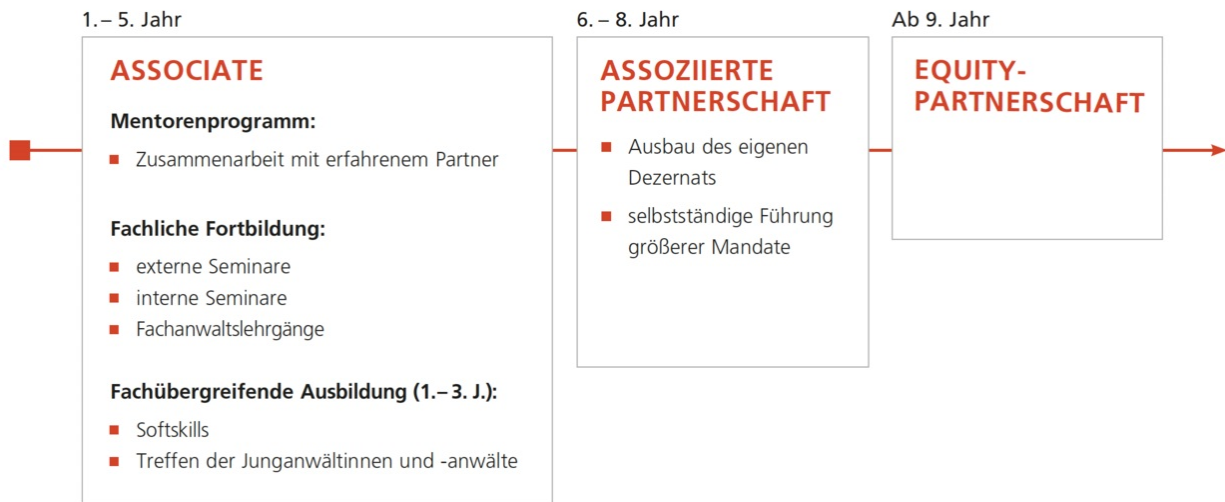 1.– 5. Jahr
ASSOCIATE
Mentorenprogramm:
Zusammenarbeit mit erfahrenem Partner
Fachliche Fortbildung:
externe Seminare
interne Seminare
Fachanwaltslehrgänge
Fachübergreifende Ausbildung (1.– 3. J.):
Softskills
Treffen der Junganwältinnen und -anwälte
6. – 8. Jahr
ASSOZIIERTE
PARTNERSCHAFT
Ausbau des eigenen
Dezernats
selbstständige Führung
größerer Mandate
Ab 9. Jahr
EQUITY-
PARTNERSCHAFT